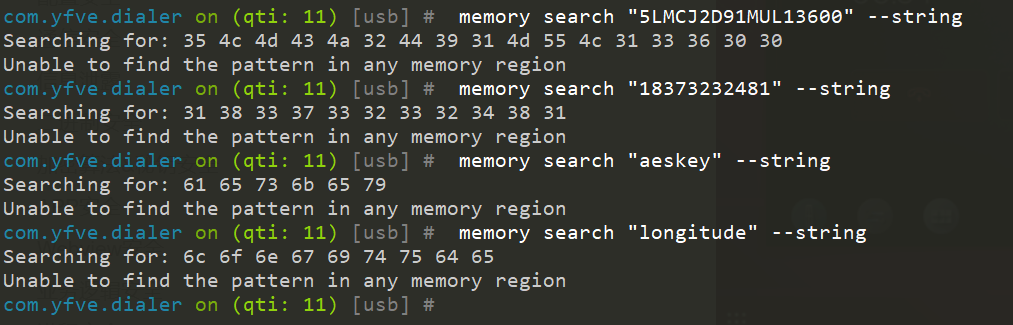 com.yfve.dialer on (qti: 11) [usb] #  memory search "5LMCJ2D91MUL13600" --string
Searching for: 35 4c 4d 43 4a 32 44 39 31 4d 55 4c 31 33 36 30 30
Unable to find the pattern in any memory region
com.yfve.dialer on (qti: 11) [usb] #  memory search "18373232481" --string
Searching for: 31 38 33 37 33 32 33 32 34 38 31
Unable to find the pattern in any memory region
com.yfve.dialer on (qti: 11) [usb] #  memory search "aeskey" --string
Searching for: 61 65 73 6b 65 79
Unable to find the pattern in any memory region
com.yfve.dialer on (qti: 11) [usb] #  memory search "longitude" --string
Searching for: 6c 6f 6e 67 69 74 75 64 65
Unable to find the pattern in any memory region
com.yfve.dialer on (qti: 11) [usb] #